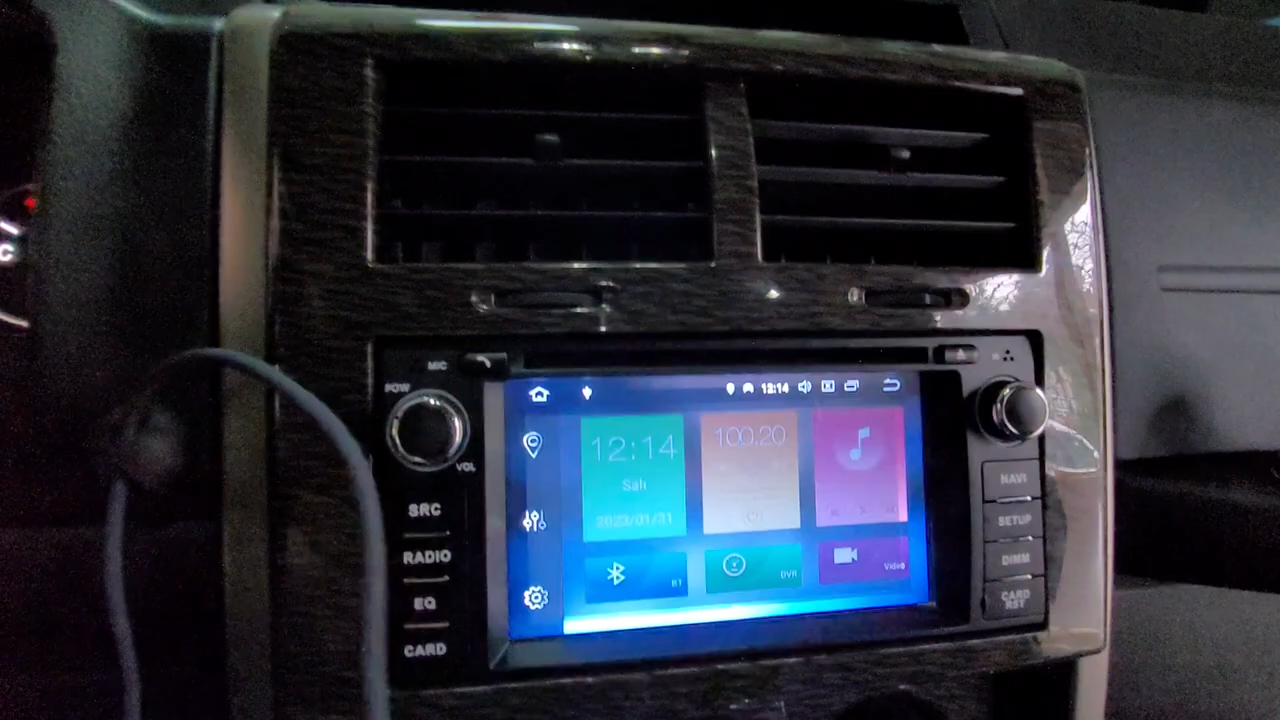 C
MIC
POW
VOL
SRC
RADIO
EQ
CARD
12:14
12:14
Salı
2023/01/31
100.20
BT
DVR
Video
NAVI
SETUP
DIMM
CARD
RST